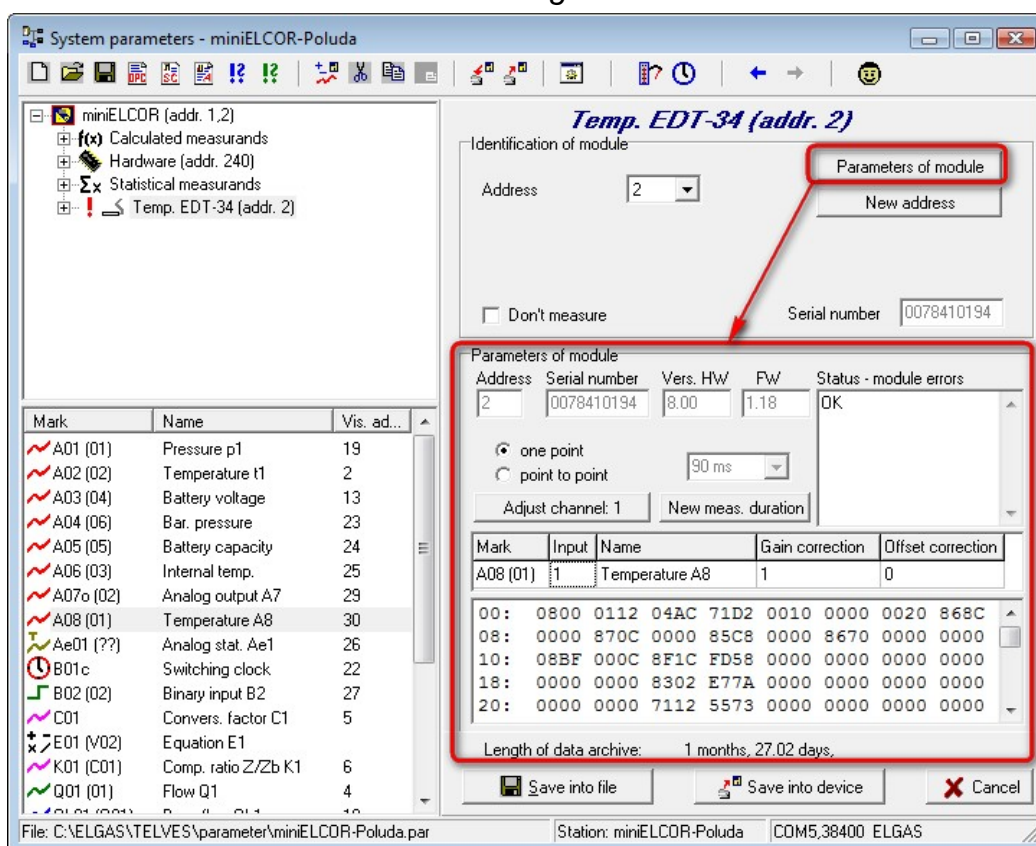 System parameters - miniELCOR-Poluda
miniELCOR (addr. 1,2)
f(x) Calculated measurands
Hardware (addr. 240)
Σx Statistical measurands
Temp. EDT-34 (addr. 2)
Mark Name Vis. ad...
A01 (01) Pressure p1 19
A02 (02) Temperature t1 2
A03 (04) Battery voltage 13
A04 (06) Bar. pressure 23
A05 (05) Battery capacity 24
A06 (03) Internal temp. 25
A07o (02) Analog output A7 29
A08 (01) Temperature A8 30
Ae01 (??) Analog stat. Ae1 26
B01c Switching clock 22
B02 (02) Binary input B2 27
C01 Convers. factor C1 5
E01 (V02) Equation E1
K01 (C01) Comp. ratio Z/Zb K1 6
Q01 (01) Flow Q1 4
Temp. EDT-34 (addr. 2)
Identification of module
Parameters of module
Address 2
New address
Don't measure
Serial number 0078410194
Parameters of module
Address Serial number Vers. HW FW Status - module errors
2 0078410194 8.00 1.18 OK
one point
point to point
90 ms
Adjust channel: 1 New meas. duration
Mark Input Name Gain correction Offset correction
A08 (01) 1 Temperature A8 1 0
00: 0800 0112 04AC 71D2 0010 0000 0020 868C
08: 0000 870C 0000 85C8 0000 8670 0000 0000
10: 08BF 000C 8F1C FD58 0000 0000 0000 0000
18: 0000 0000 8302 E77A 0000 0000 0000 0000
20: 0000 0000 7112 5573 0000 0000 0000 0000
Length of data archive: 1 months, 27.02 days,
Save into file Save into device Cancel
File: C:\ELGAS\TELVES\parameter\miniELCOR-Poluda.par Station: miniELCOR-Poluda COM5,38400 ELGAS